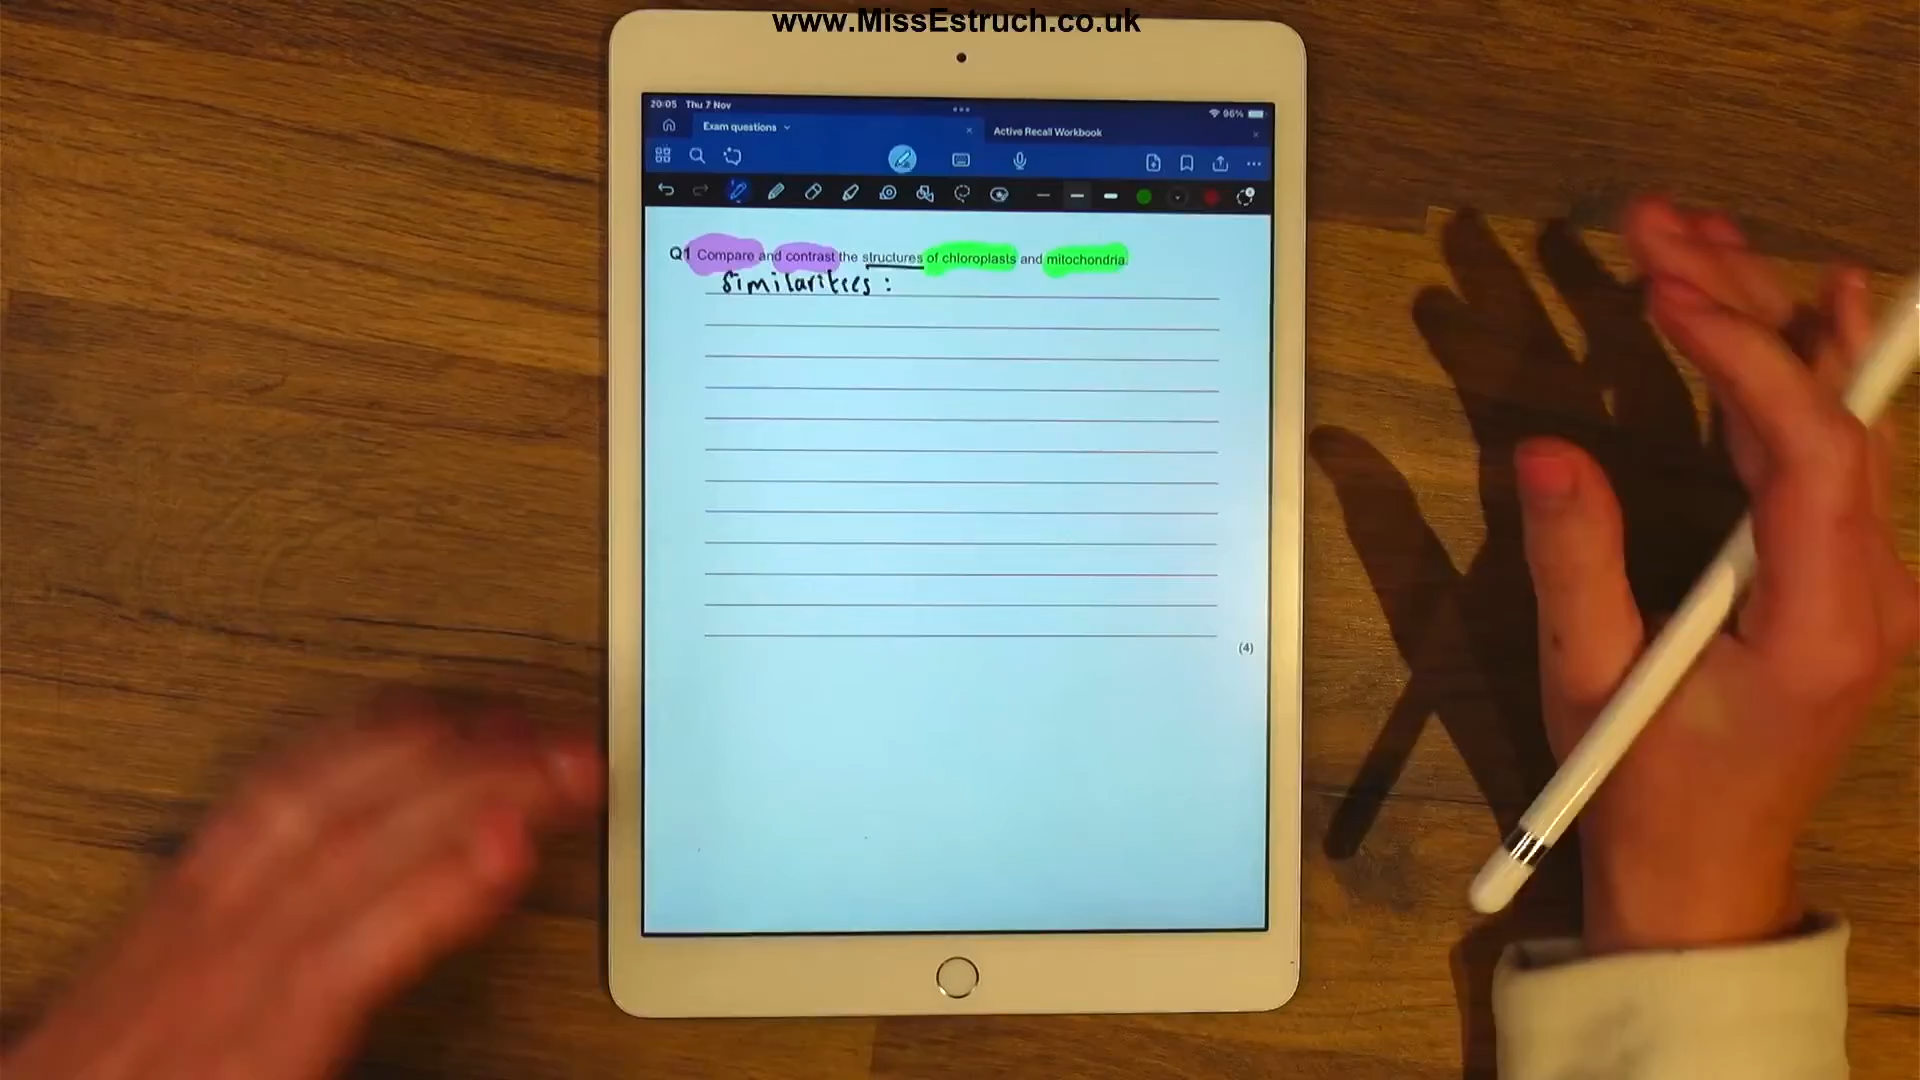 www.MissEstruch.co.uk
20:05 Thu 7 Nov
96%
Exam questions
Active Recall Workbook
Q1 Compare and contrast the structures of chloroplasts and mitochondria.
Similarities :
(4)